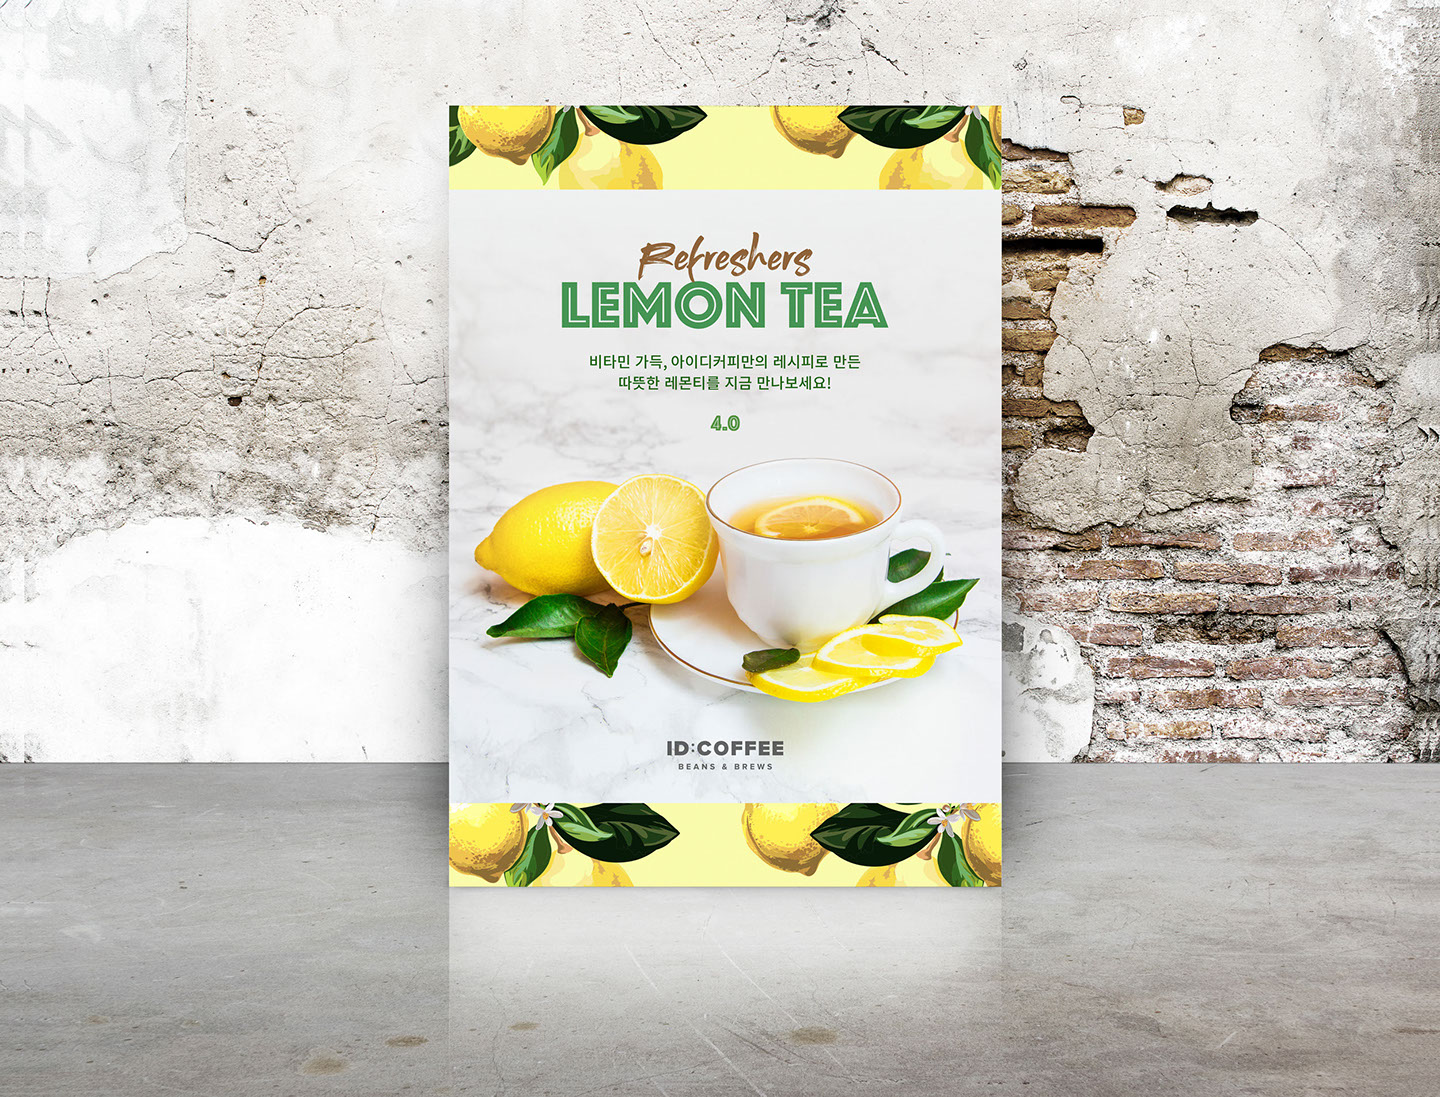 Refreshers
LEMON TEA
비타민 가득, 아이디커피만의 레시피로 만든
따뜻한 레몬티를 지금 만나보세요!
4.0
ID:COFFEE
BEANS & BREWS